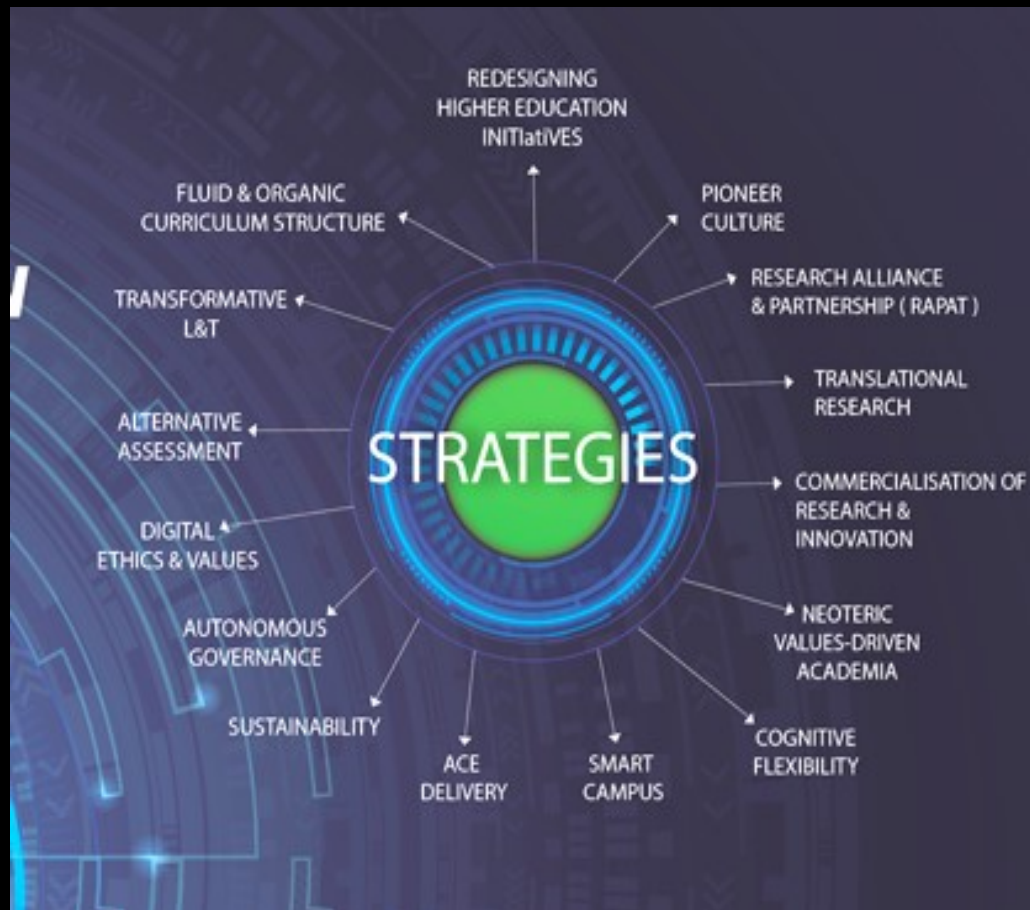 REDESIGNING
HIGHER EDUCATION
INITIatiVES
PIONEER
CULTURE
RESEARCH ALLIANCE
& PARTNERSHIP ( RAPAT )
TRANSLATIONAL
RESEARCH
COMMERCIALISATION OF
RESEARCH &
INNOVATION
NEOTERIC
VALUES-DRIVEN
ACADEMIA
COGNITIVE
FLEXIBILITY
SMART
CAMPUS
ACE
DELIVERY
SUSTAINABILITY
AUTONOMOUS
GOVERNANCE
DIGITAL
ETHICS & VALUES
ALTERNATIVE
ASSESSMENT
TRANSFORMATIVE
L&T
FLUID & ORGANIC
CURRICULUM STRUCTURE
STRATEGIES